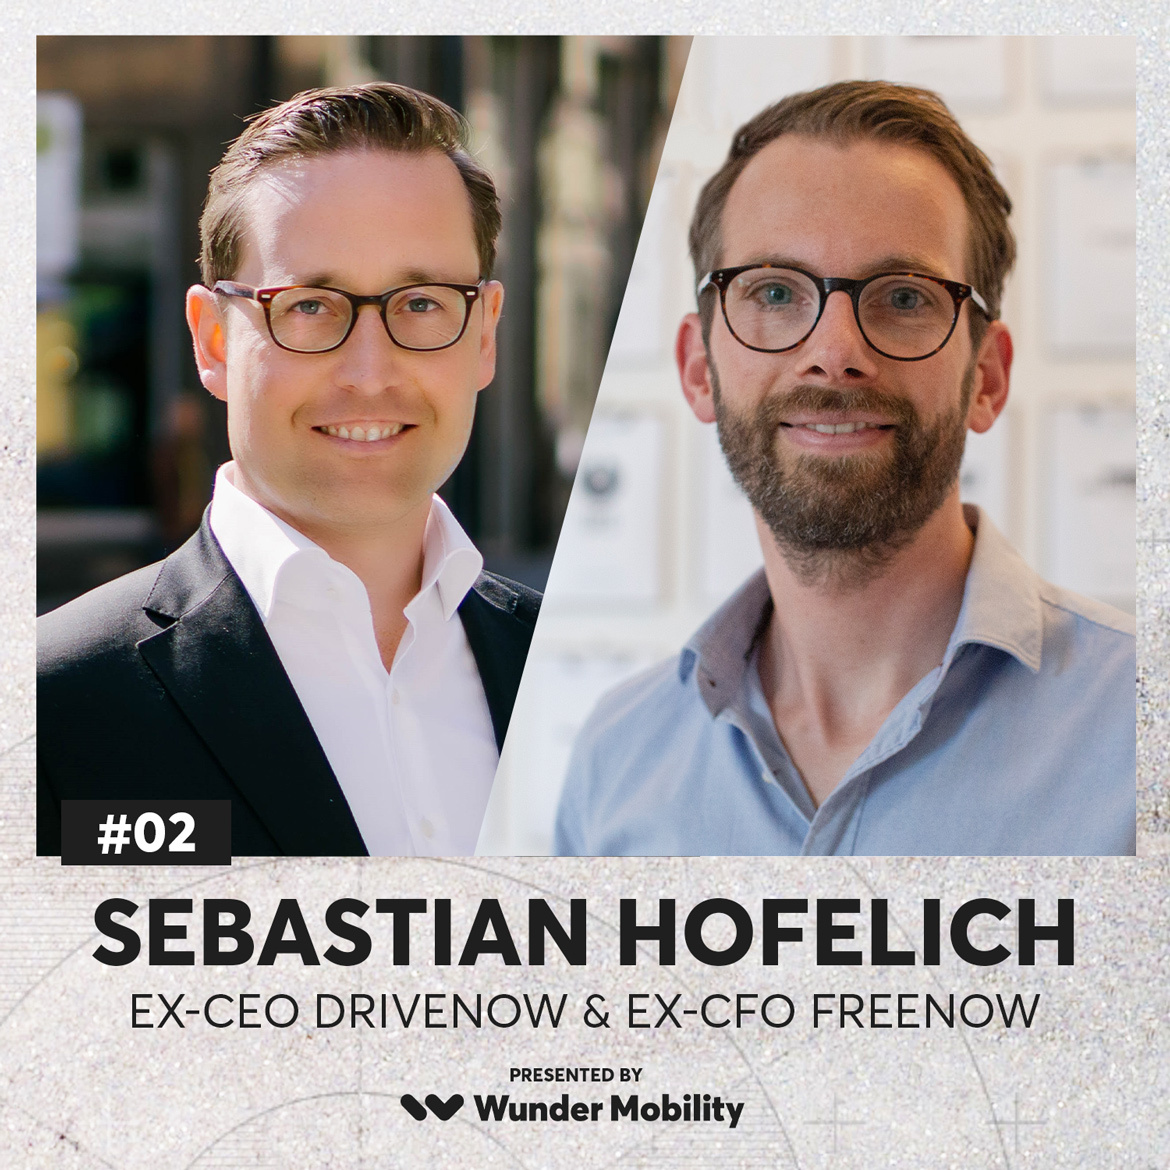 #02
SEBASTIAN HOFELICH
EX-CEO DRIVENOW & EX-CFO FREENOW
PRESENTED BY
Wunder Mobility